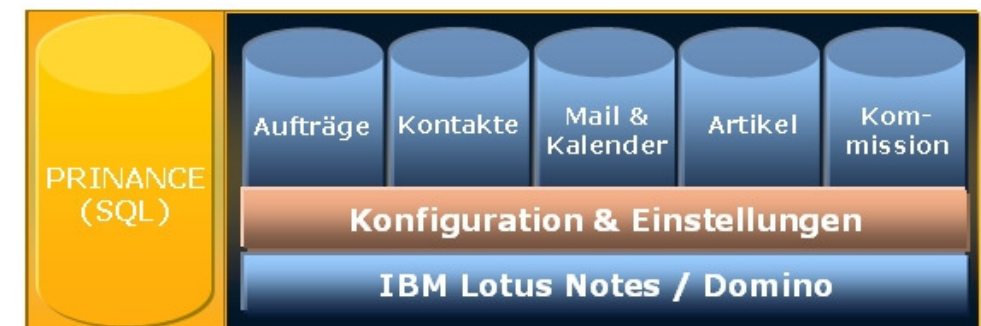 PRINANCE
(SQL)
Aufträge
Kontakte
Mail &
Kalender
Artikel
Kom-
mission
Konfiguration & Einstellungen
IBM Lotus Notes / Domino